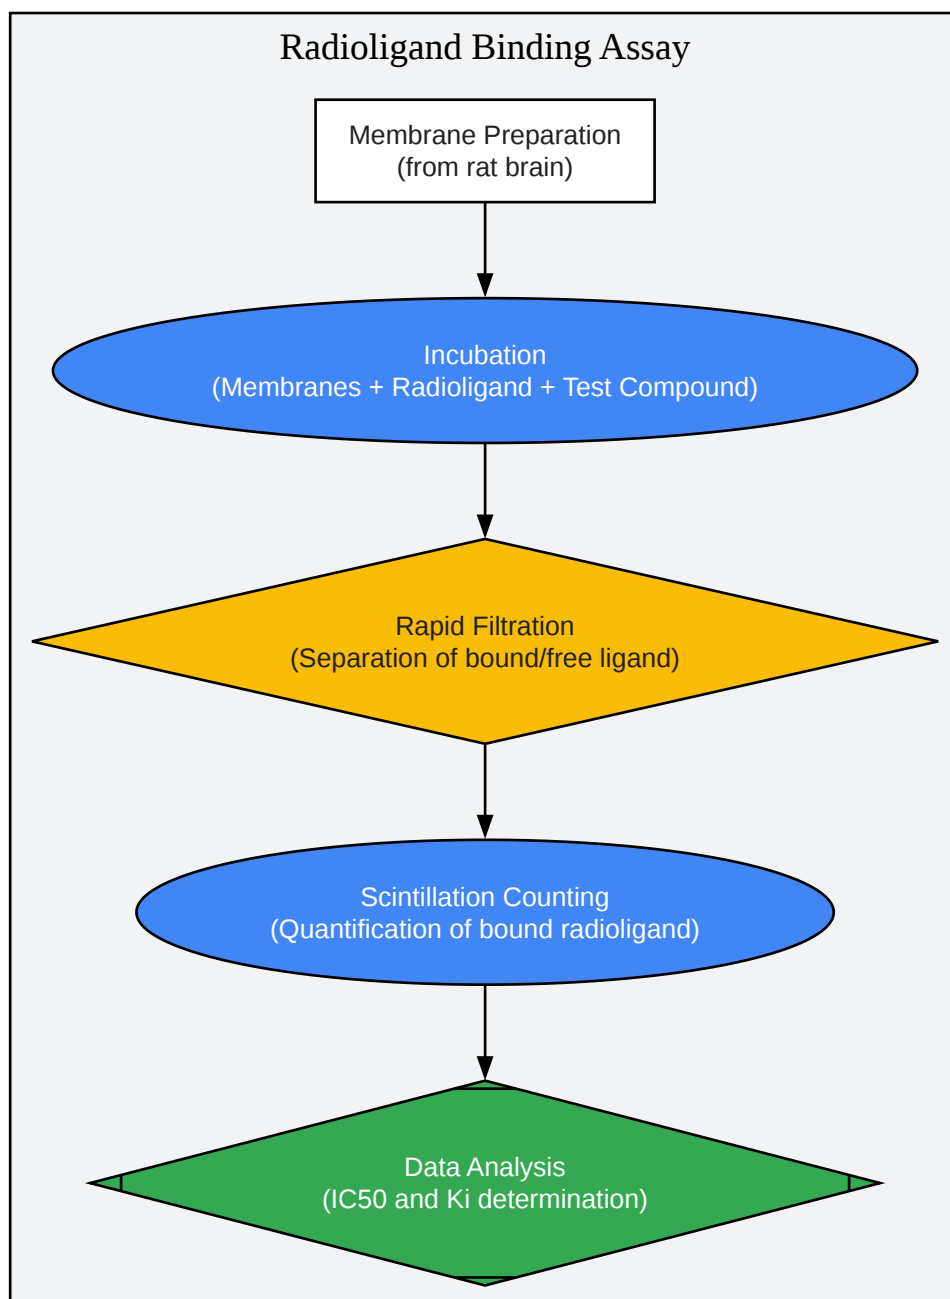 Radioligand Binding Assay
Membrane Preparation
(from rat brain)
Incubation
(Membranes + Radioligand + Test Compound)
Rapid Filtration
(Separation of bound/free ligand)
Scintillation Counting
(Quantification of bound radioligand)
Data Analysis
(IC50 and Ki determination)